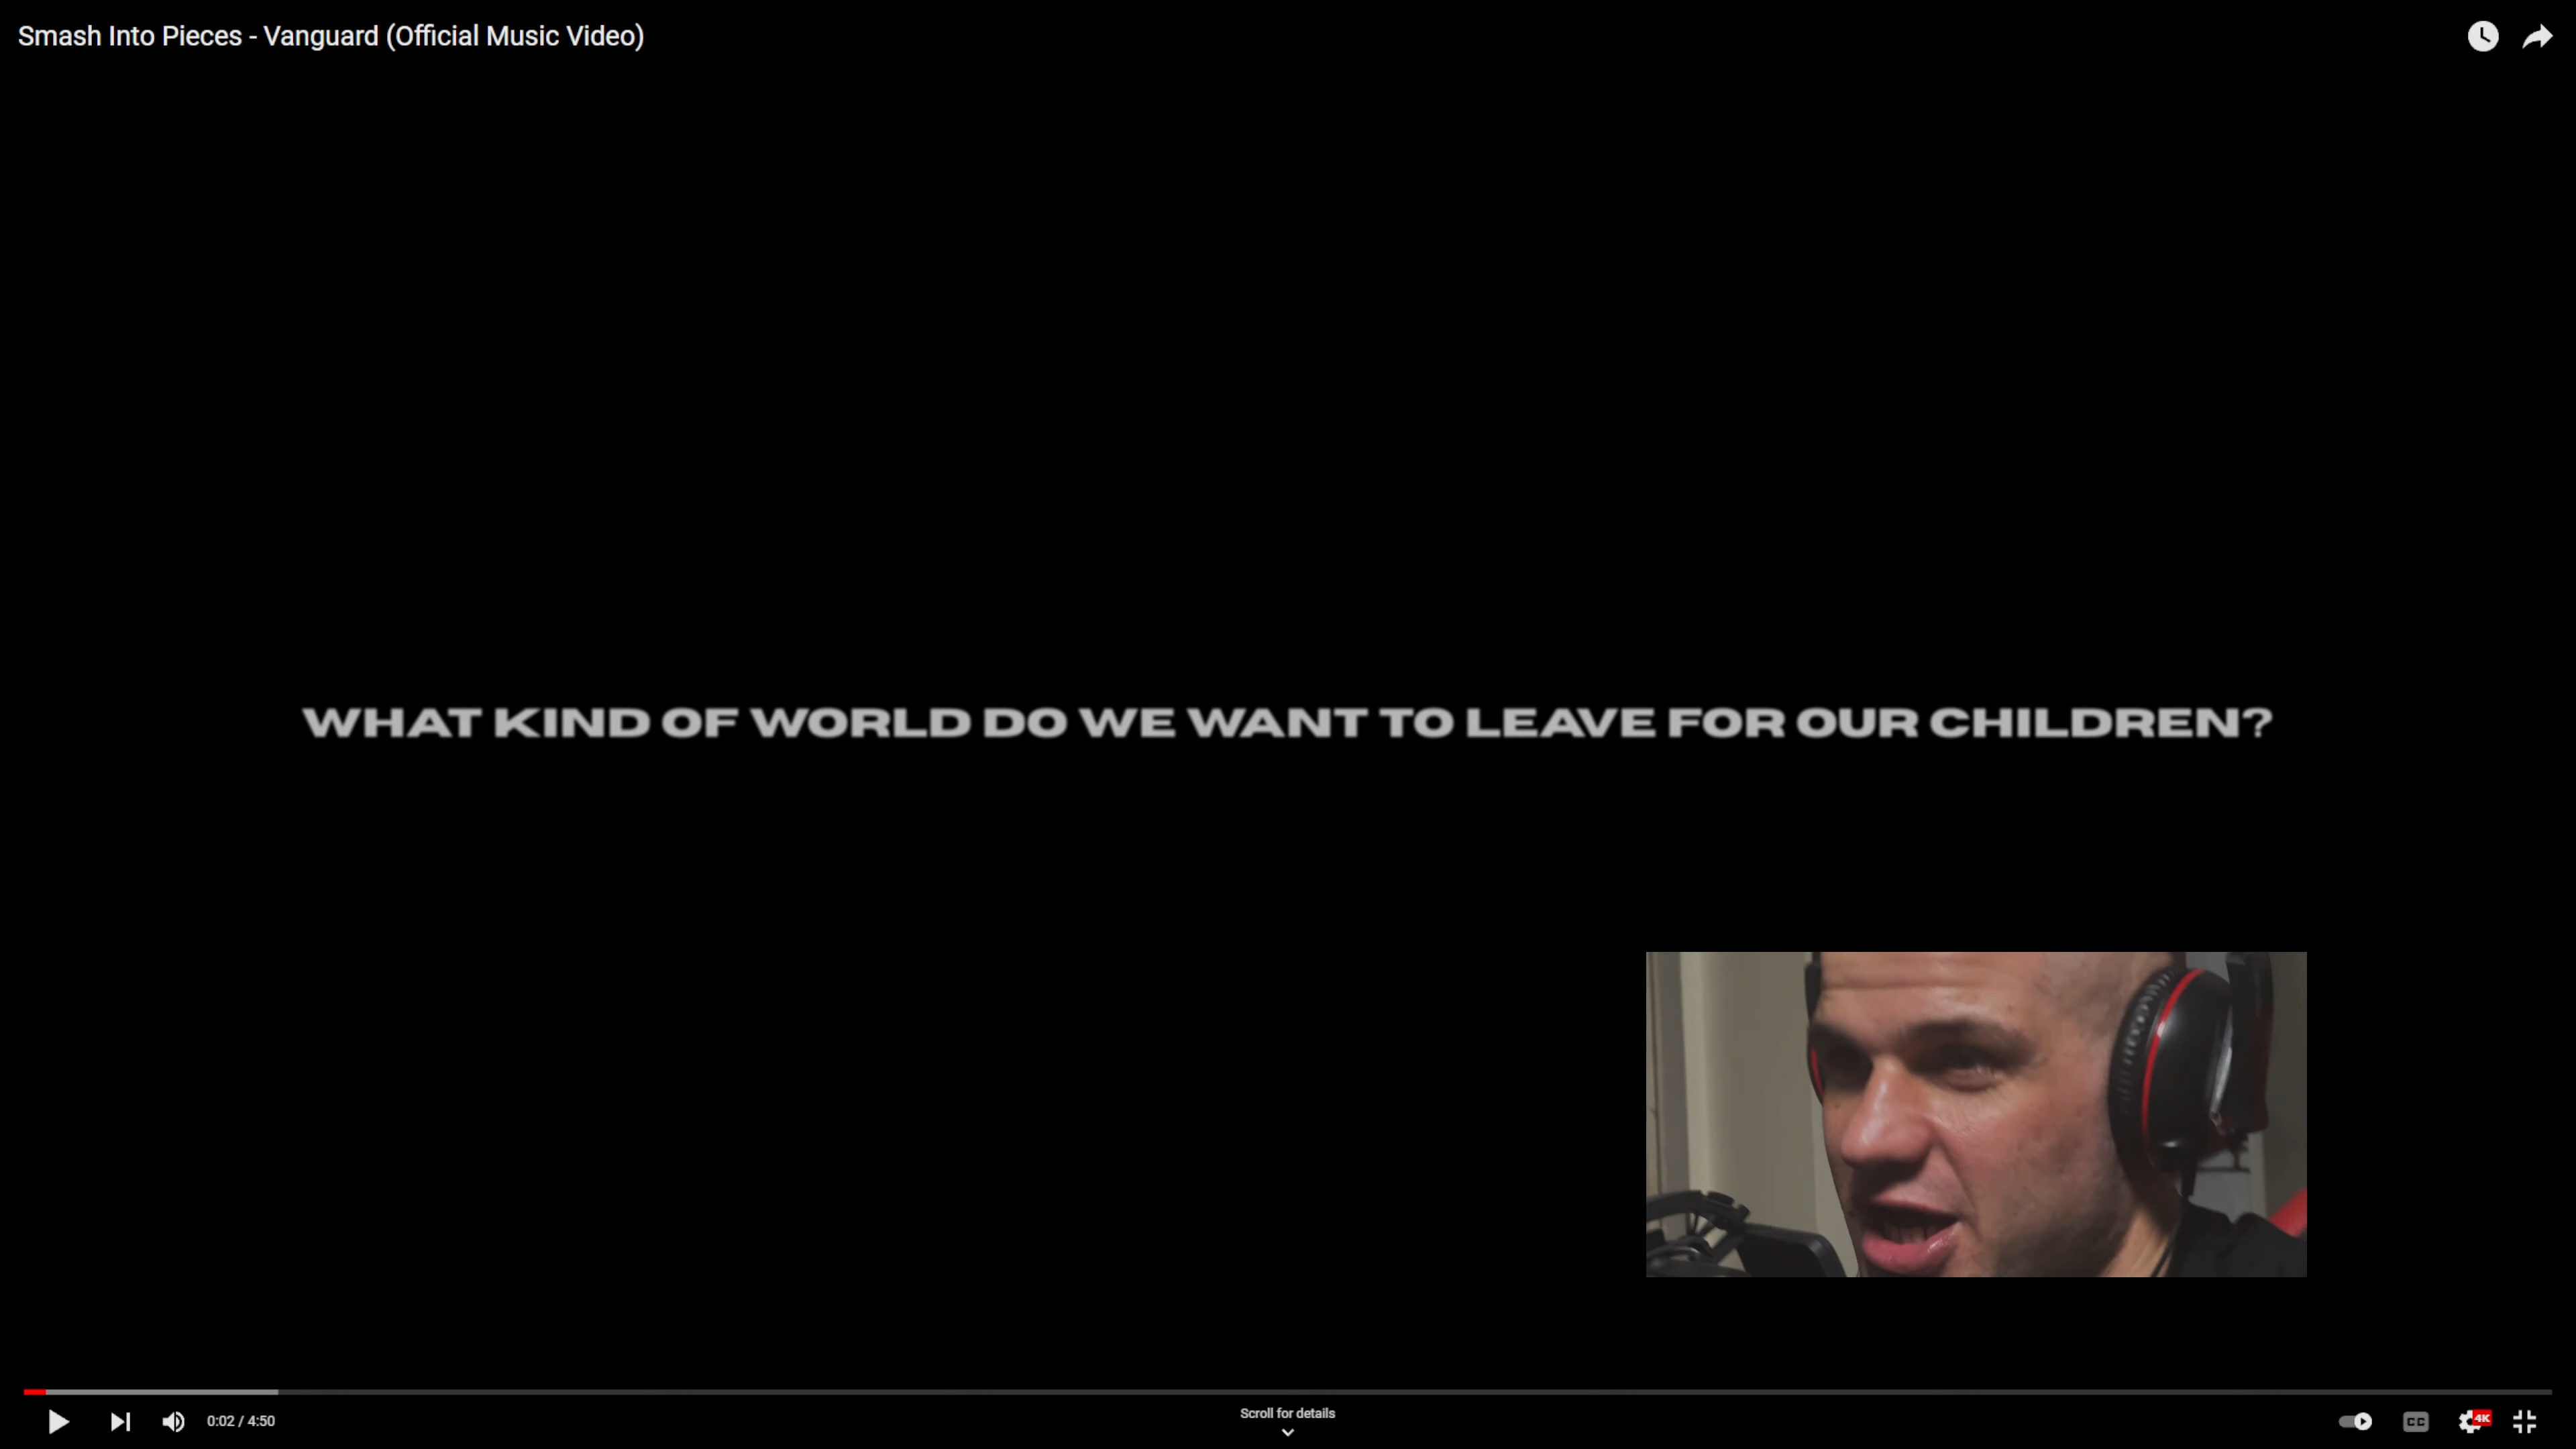 Smash Into Pieces - Vanguard (Official Music Video)
WHAT KIND OF WORLD DO WE WANT TO LEAVE FOR OUR CHILDREN?
0:02 / 4:50
Scroll for details
CC
4K